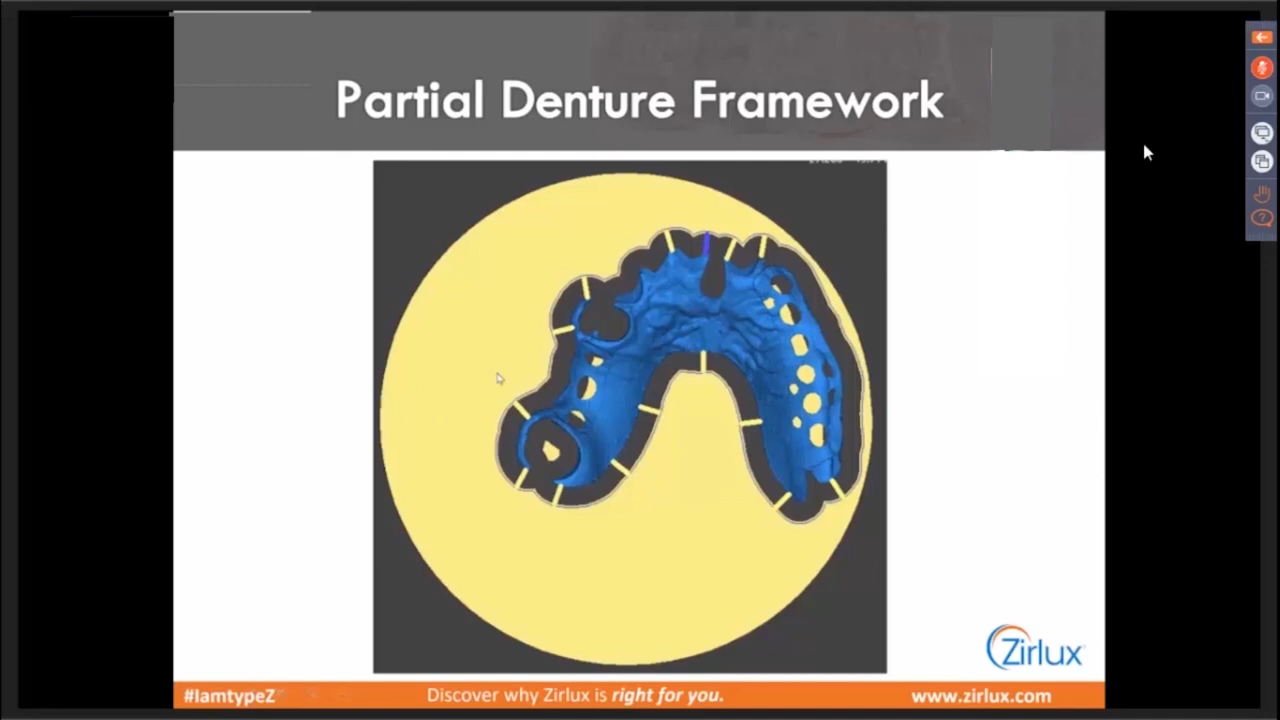 Partial Denture Framework
Zirlux
#IamtypeZ
Discover why Zirlux is right for you.
www.zirlux.com